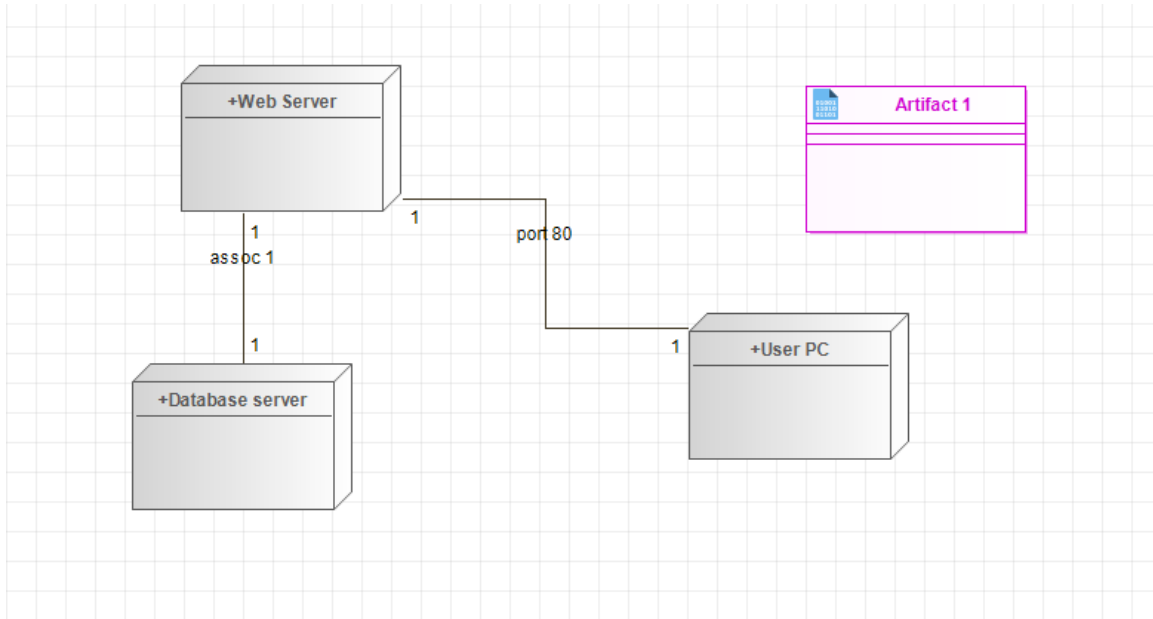 +Web Server
Artifact 1
1
port 80
1
assoc 1
1
1
+User PC
+Database server